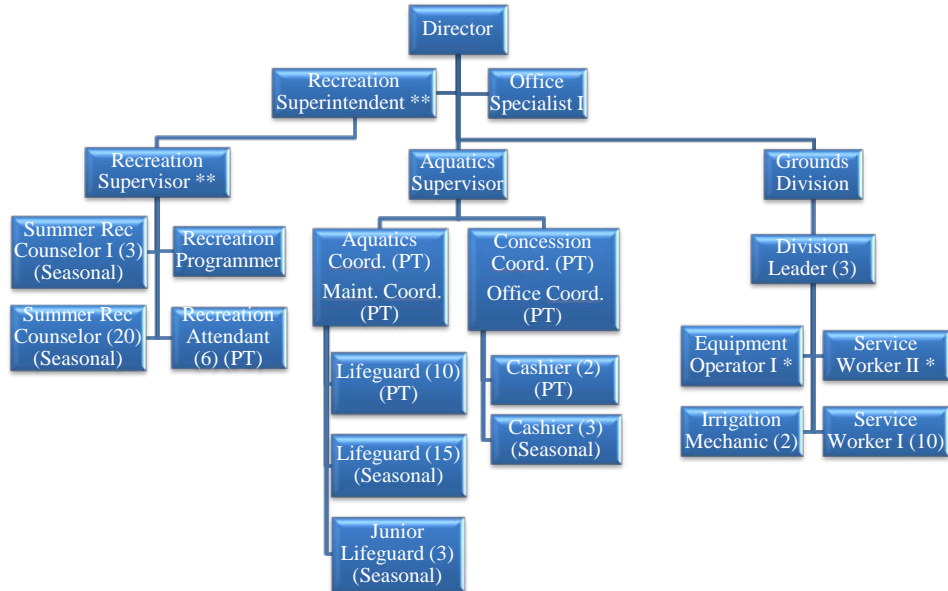 Director
Recreation
Superintendent **
Office
Specialist I
Recreation
Supervisor **
Aquatics
Supervisor
Grounds
Division
Summer Rec
Counselor I (3)
(Seasonal)
Recreation
Programmer
Summer Rec
Counselor (20)
(Seasonal)
Recreation
Attendant
(6) (PT)
Aquatics
Coord. (PT)
Maint. Coord.
(PT)
Concession
Coord. (PT)
Office Coord.
(PT)
Lifeguard (10)
(PT)
Lifeguard (15)
(Seasonal)
Junior
Lifeguard (3)
(Seasonal)
Cashier (2)
(PT)
Cashier (3)
(Seasonal)
Division
Leader (3)
Equipment
Operator I *
Service
Worker II *
Irrigation
Mechanic (2)
Service
Worker I (10)